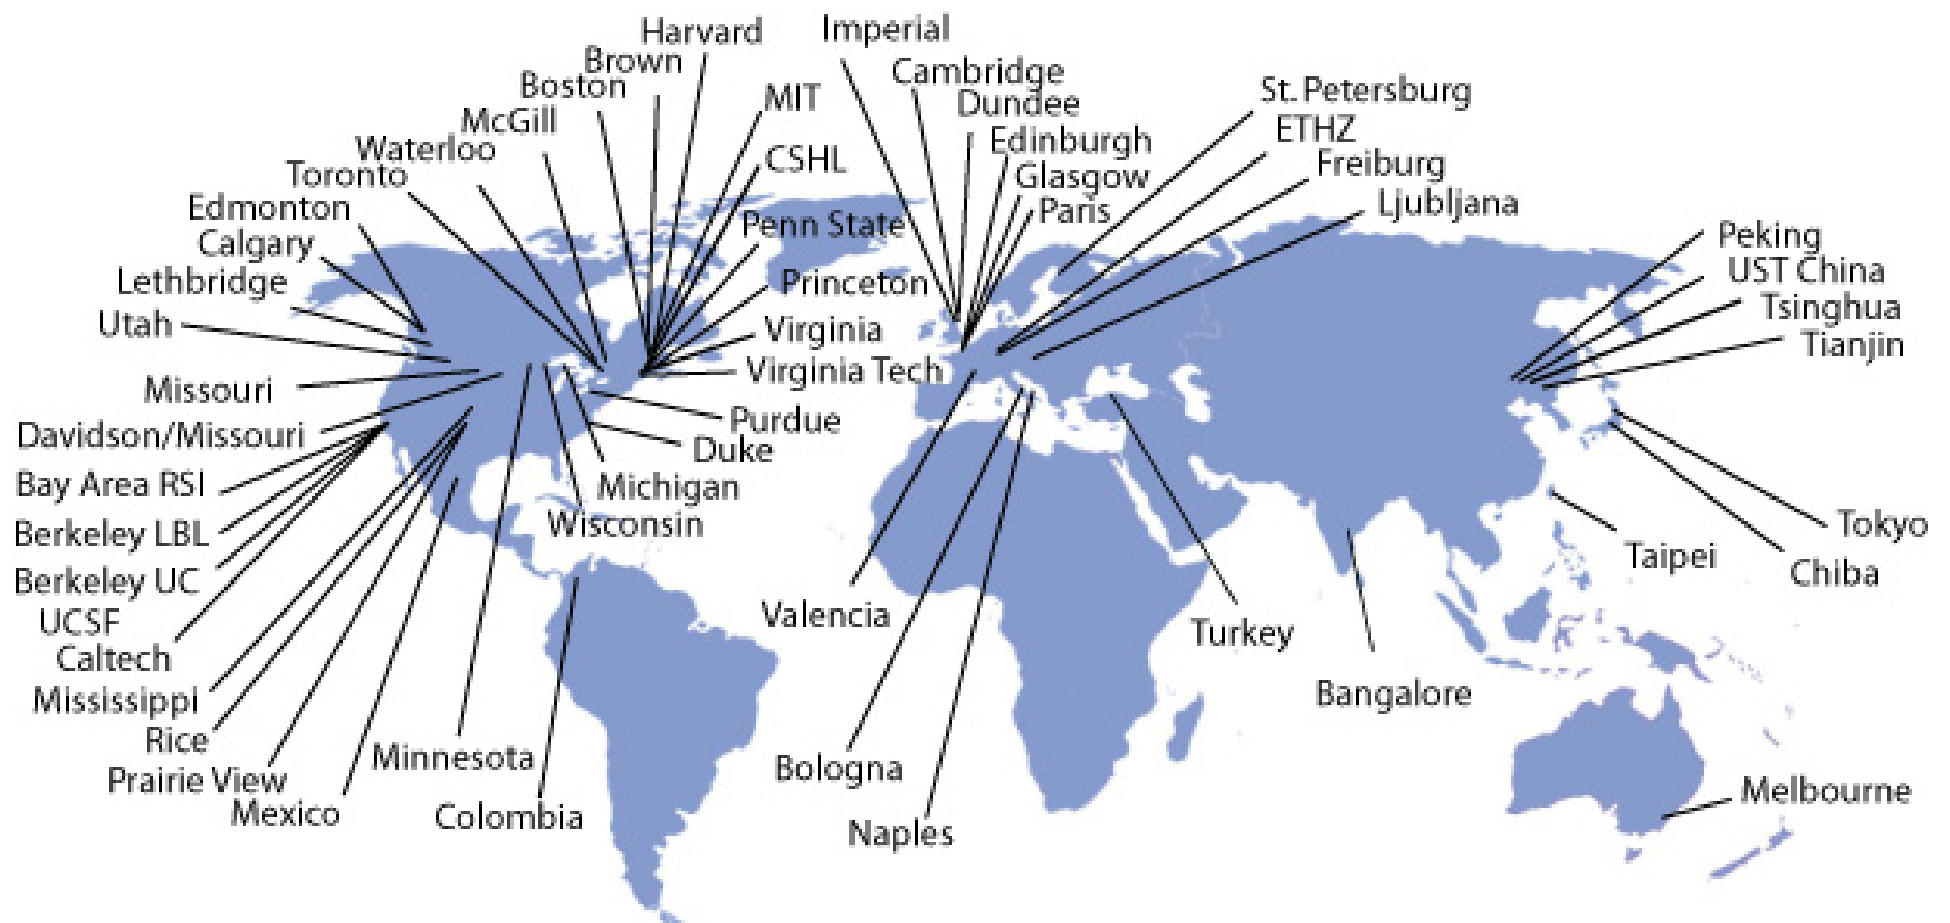 Harvard
Brown
Boston
McGill
Waterloo
Toronto
Edmonton
Calgary
Lethbridge
Utah
Missouri
Davidson/Missouri
Bay Area RSI
Berkeley LBL
Berkeley UC
UCSF
Caltech
Mississippi
Rice
Prairie View
Mexico
Minnesota
Colombia
MIT
CSHL
Penn State
Princeton
Virginia
Virginia Tech
Purdue
Duke
Michigan
Wisconsin
Imperial
Cambridge
Dundee
Edinburgh
Glasgow
Paris
St. Petersburg
ETHZ
Freiburg
Ljubljana
Valencia
Bologna
Naples
Turkey
Bangalore
Peking
UST China
Tsinghua
Tianjin
Tokyo
Chiba
Taipei
Melbourne